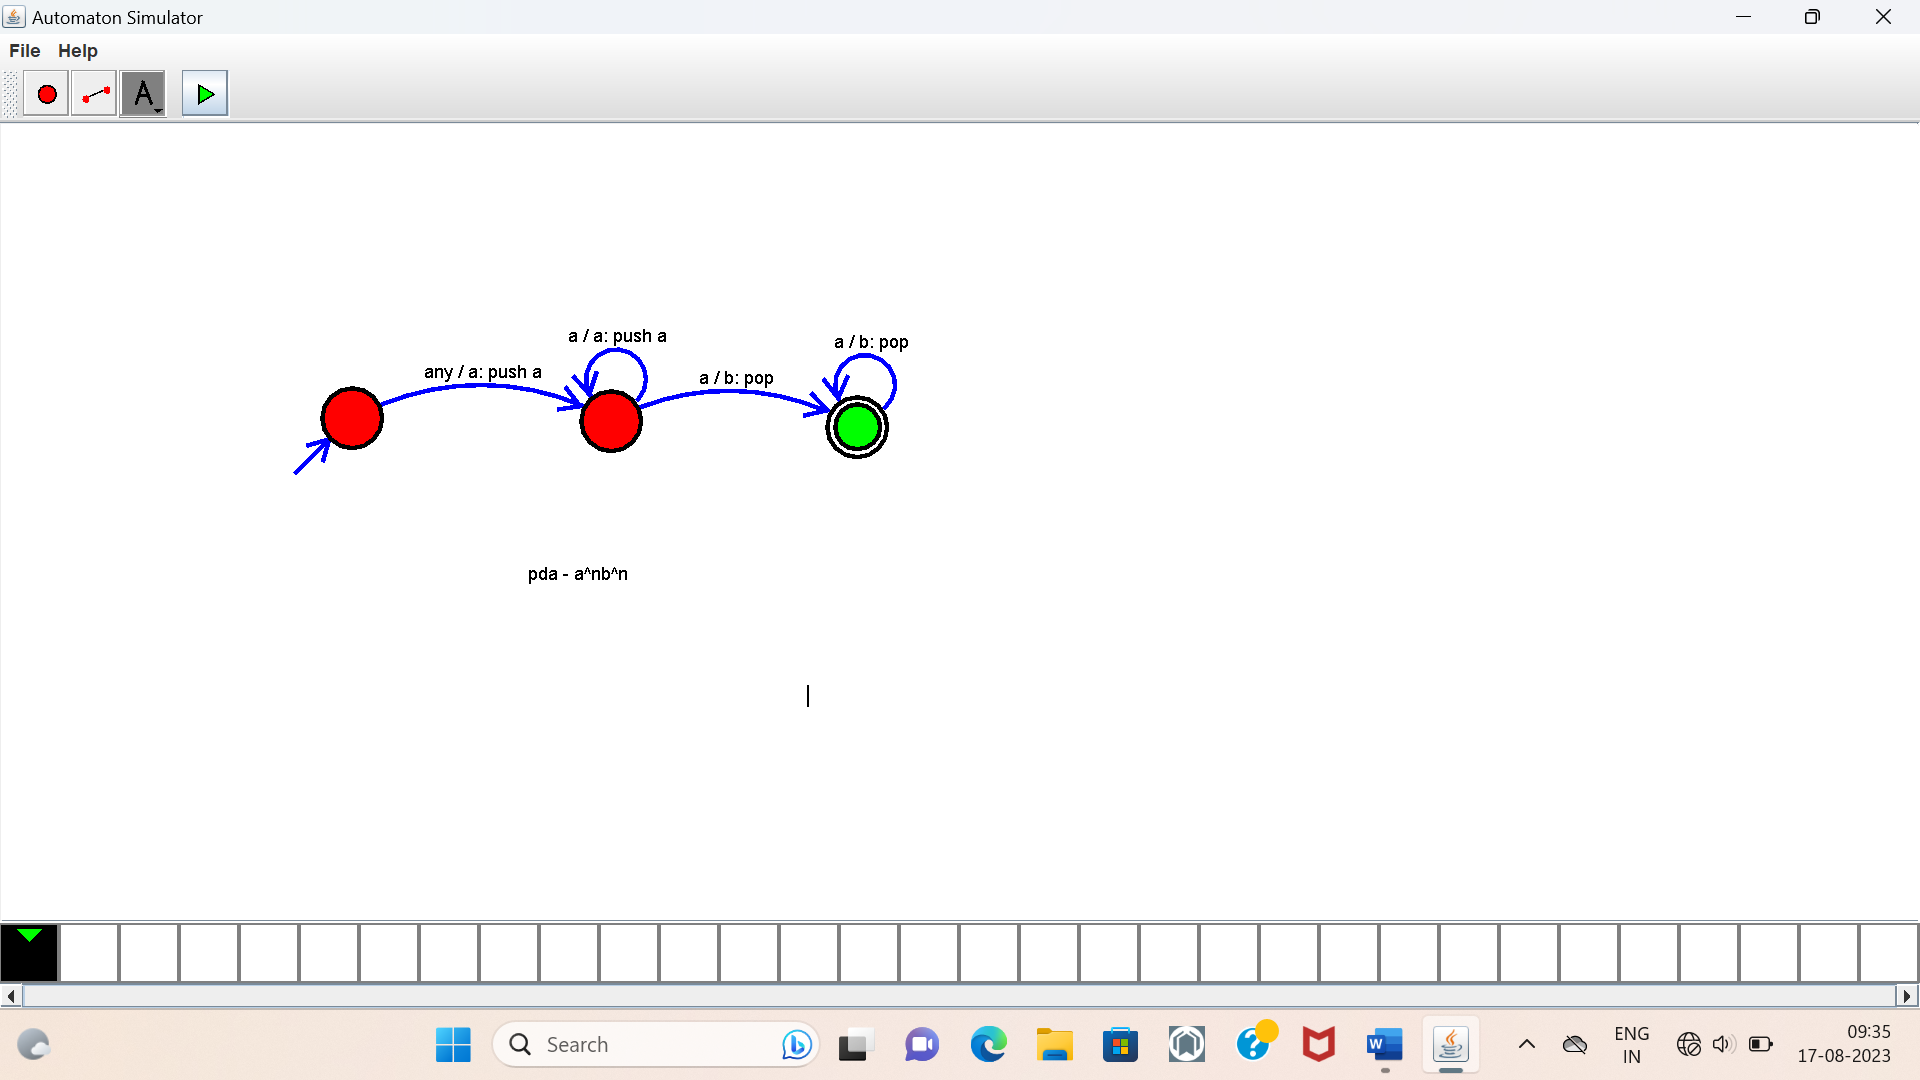 Automaton Simulator
File Help
A
a / a: push a
a / b: pop
any / a: push a
a / b: pop
pda - a^nb^n
Search
W
ENG
IN
09:35
17-08-2023